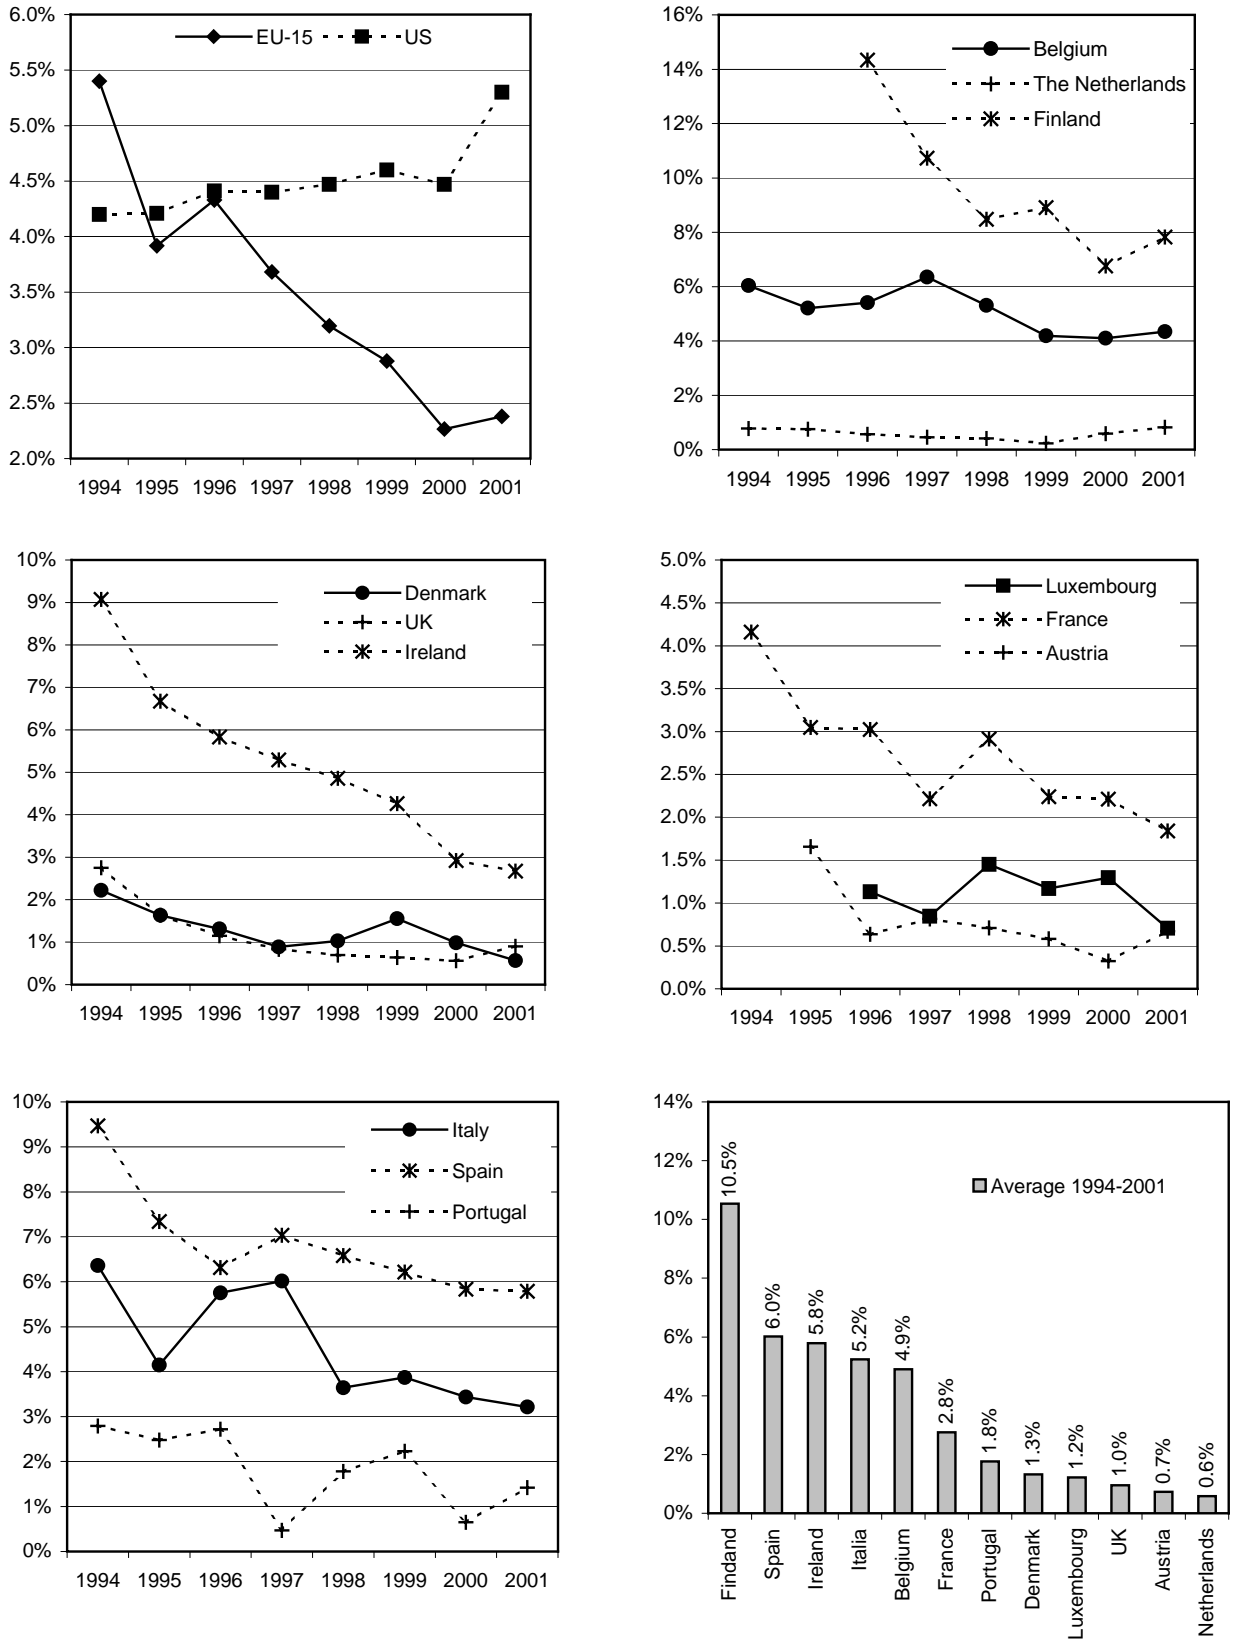 EU-15 US
6.0%
5.5%
5.0%
4.5%
4.0%
3.5%
3.0%
2.5%
2.0%
1994 1995 1996 1997 1998 1999 2000 2001
Belgium
The Netherlands
Finland
16%
14%
12%
10%
8%
6%
4%
2%
0%
1994 1995 1996 1997 1998 1999 2000 2001
Denmark
UK
Ireland
10%
9%
8%
7%
6%
5%
4%
3%
2%
1%
0%
1994 1995 1996 1997 1998 1999 2000 2001
Luxembourg
France
Austria
5.0%
4.5%
4.0%
3.5%
3.0%
2.5%
2.0%
1.5%
1.0%
0.5%
0.0%
1994 1995 1996 1997 1998 1999 2000 2001
Italy
Spain
Portugal
10%
9%
8%
7%
6%
5%
4%
3%
2%
1%
0%
1994 1995 1996 1997 1998 1999 2000 2001
Average 1994-2001
14%
12%
10%
8%
6%
4%
2%
0%
10.5%
6.0%
5.8%
5.2%
4.9%
2.8%
1.8%
1.3%
1.2%
1.0%
0.7%
0.6%
Findand
Spain
Ireland
Italia
Belgium
France
Portugal
Denmark
Luxembourg
UK
Austria
Netherlands